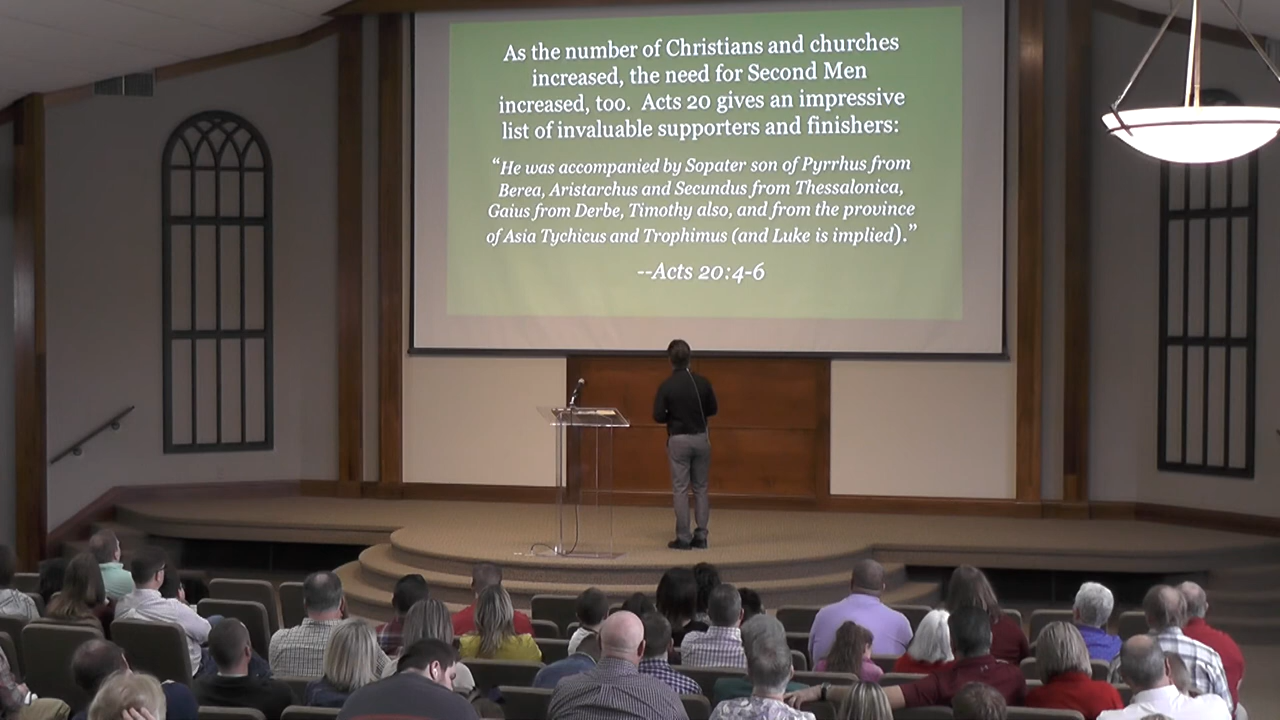 As the number of Christians and churches
increased, the need for Second Men
increased, too.  Acts 20 gives an impressive
list of invaluable supporters and finishers:
“He was accompanied by Sopater son of Pyrrhus from
Berea, Aristarchus and Secundus from Thessalonica,
Gaius from Derbe, Timothy also, and from the province
of Asia Tychicus and Trophimus (and Luke is implied).”
--Acts 20:4-6